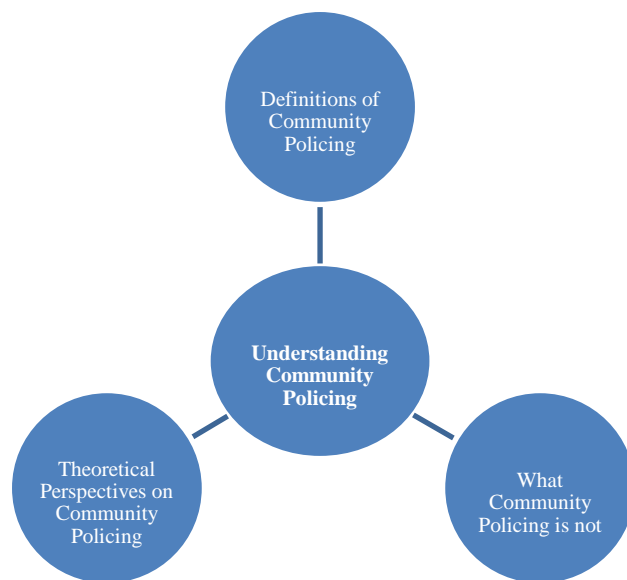 Definitions of
Community
Policing
Understanding
Community
Policing
Theoretical
Perspectives on
Community
Policing
What
Community
Policing is not